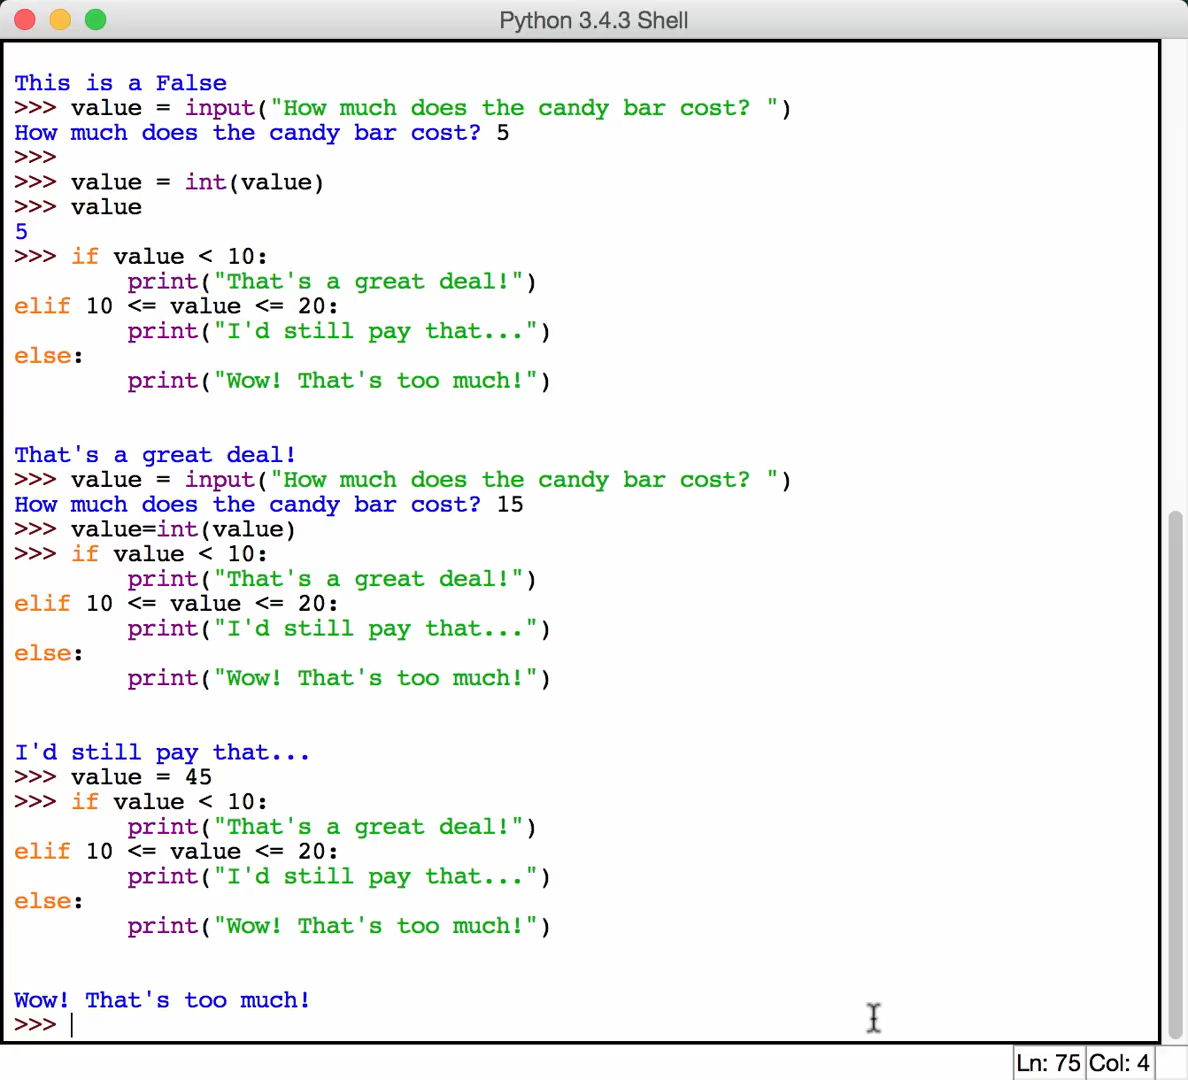 Python 3.4.3 Shell
This is a False
>>> value = input("How much does the candy bar cost? ")
How much does the candy bar cost? 5
>>>
>>> value = int(value)
>>> value
5
>>> if value < 10:
        print("That's a great deal!")
elif 10 <= value <= 20:
        print("I'd still pay that...")
else:
        print("Wow! That's too much!")
That's a great deal!
>>> value = input("How much does the candy bar cost? ")
How much does the candy bar cost? 15
>>> value=int(value)
>>> if value < 10:
        print("That's a great deal!")
elif 10 <= value <= 20:
        print("I'd still pay that...")
else:
        print("Wow! That's too much!")
I'd still pay that...
>>> value = 45
>>> if value < 10:
        print("That's a great deal!")
elif 10 <= value <= 20:
        print("I'd still pay that...")
else:
        print("Wow! That's too much!")
Wow! That's too much!
>>>
Ln: 75 Col: 4